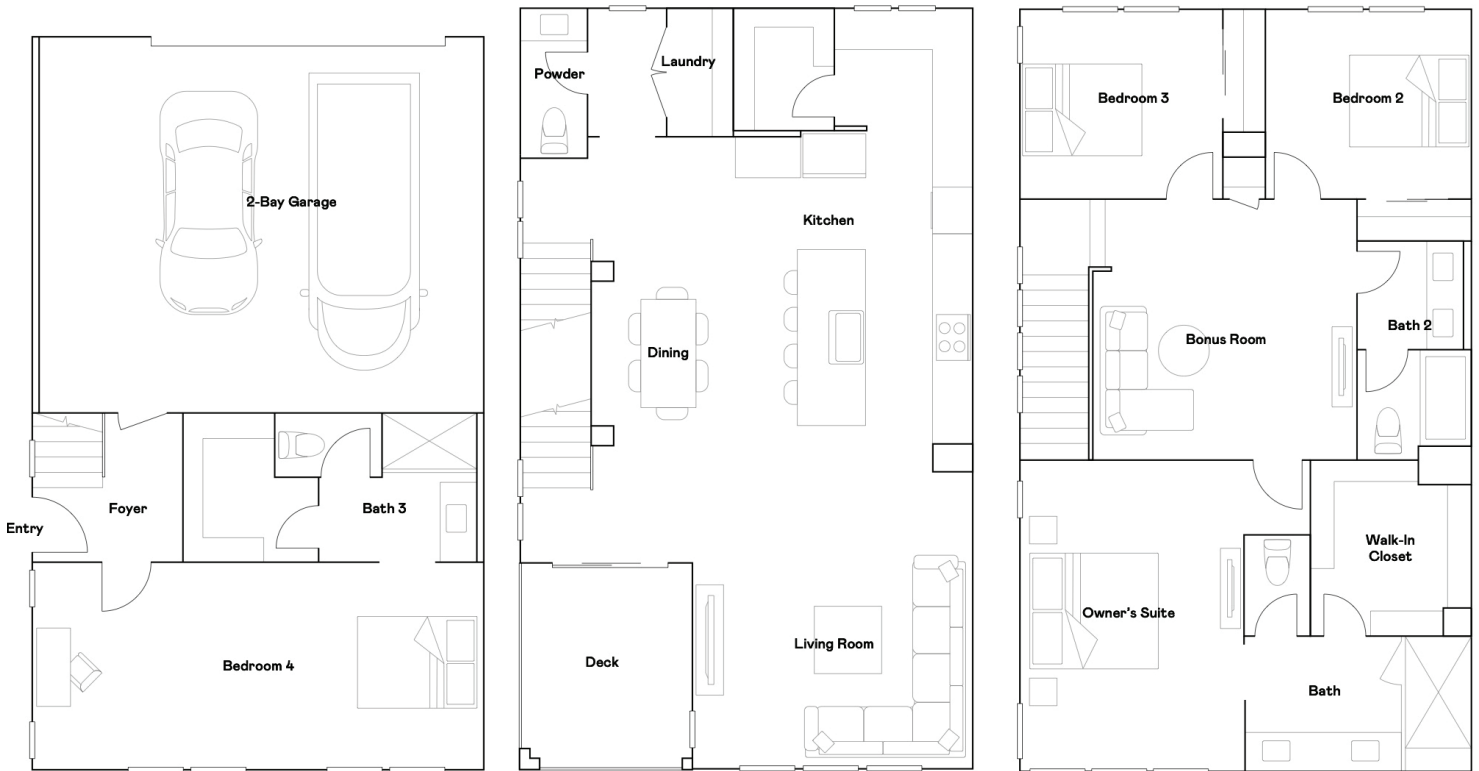 2-Bay Garage
Foyer
Entry
Bath 3
Bedroom 4
Powder
Laundry
Kitchen
Dining
Living Room
Deck
Bedroom 3
Bedroom 2
Bonus Room
Bath 2
Walk-In
Closet
Owner's Suite
Bath